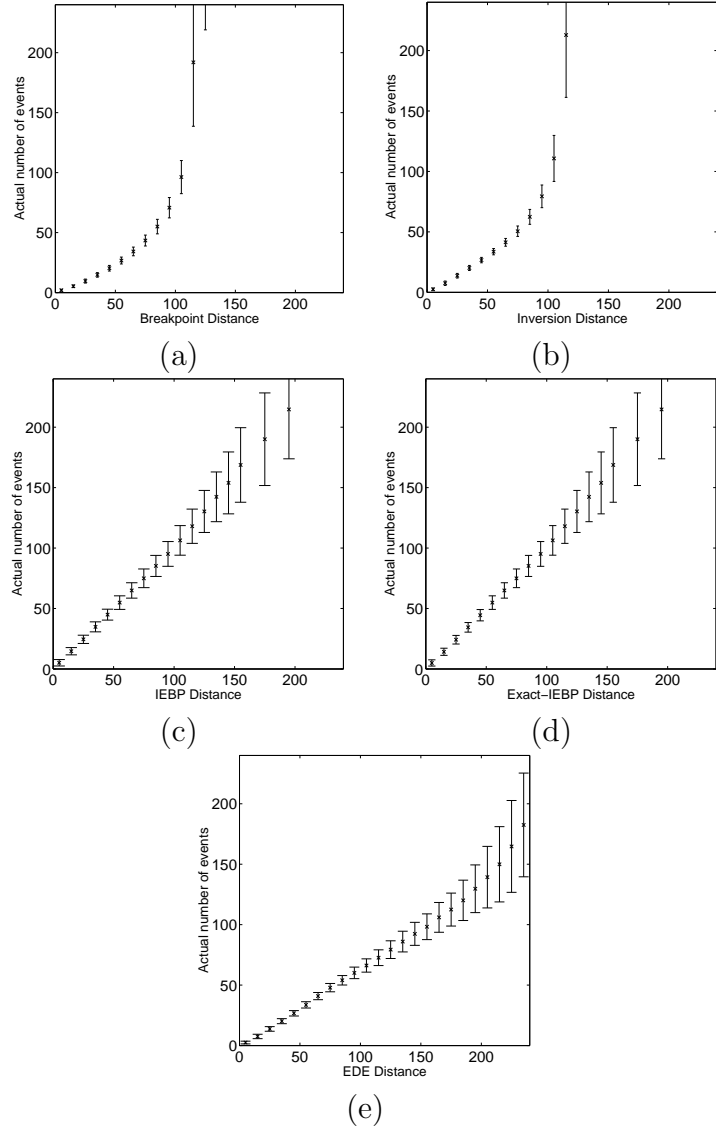 200
150
100
50
0
Actual number of events
0 50 100 150 200
Breakpoint Distance
(a)
200
150
100
50
0
Actual number of events
0 50 100 150 200
Inversion Distance
(b)
200
150
100
50
0
Actual number of events
0 50 100 150 200
IEBP Distance
(c)
200
150
100
50
0
Actual number of events
0 50 100 150 200
Exact−IEBP Distance
(d)
200
150
100
50
0
Actual number of events
0 50 100 150 200
EDE Distance
(e)